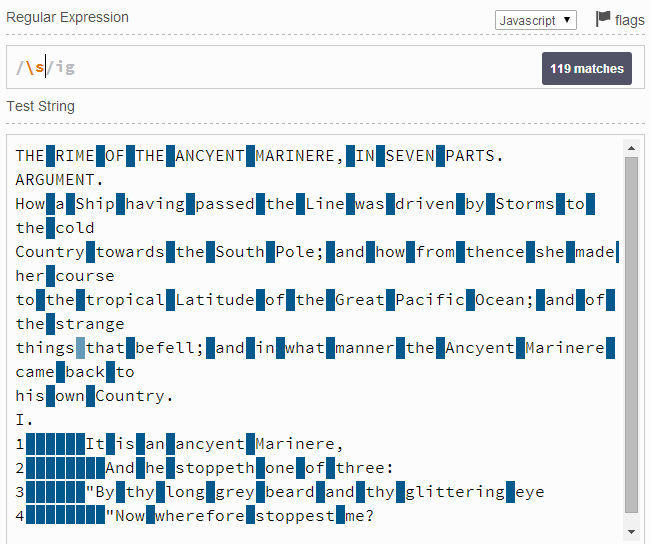 Regular Expression
Javascript
flags
/\s/ig
119 matches
Test String
THE RIME OF THE ANCYENT MARINERE, IN SEVEN PARTS.
ARGUMENT.
How a Ship having passed the Line was driven by Storms to
the cold
Country towards the South Pole; and how from thence she made
her course
to the tropical Latitude of the Great Pacific Ocean; and of
the strange
things that befell; and in what manner the Ancyent Marinere
came back to
his own Country.
I.
1      It is an ancyent Marinere,
2        And he stoppeth one of three:
3      "By thy long grey beard and thy glittering eye
4        "Now wherefore stoppest me?